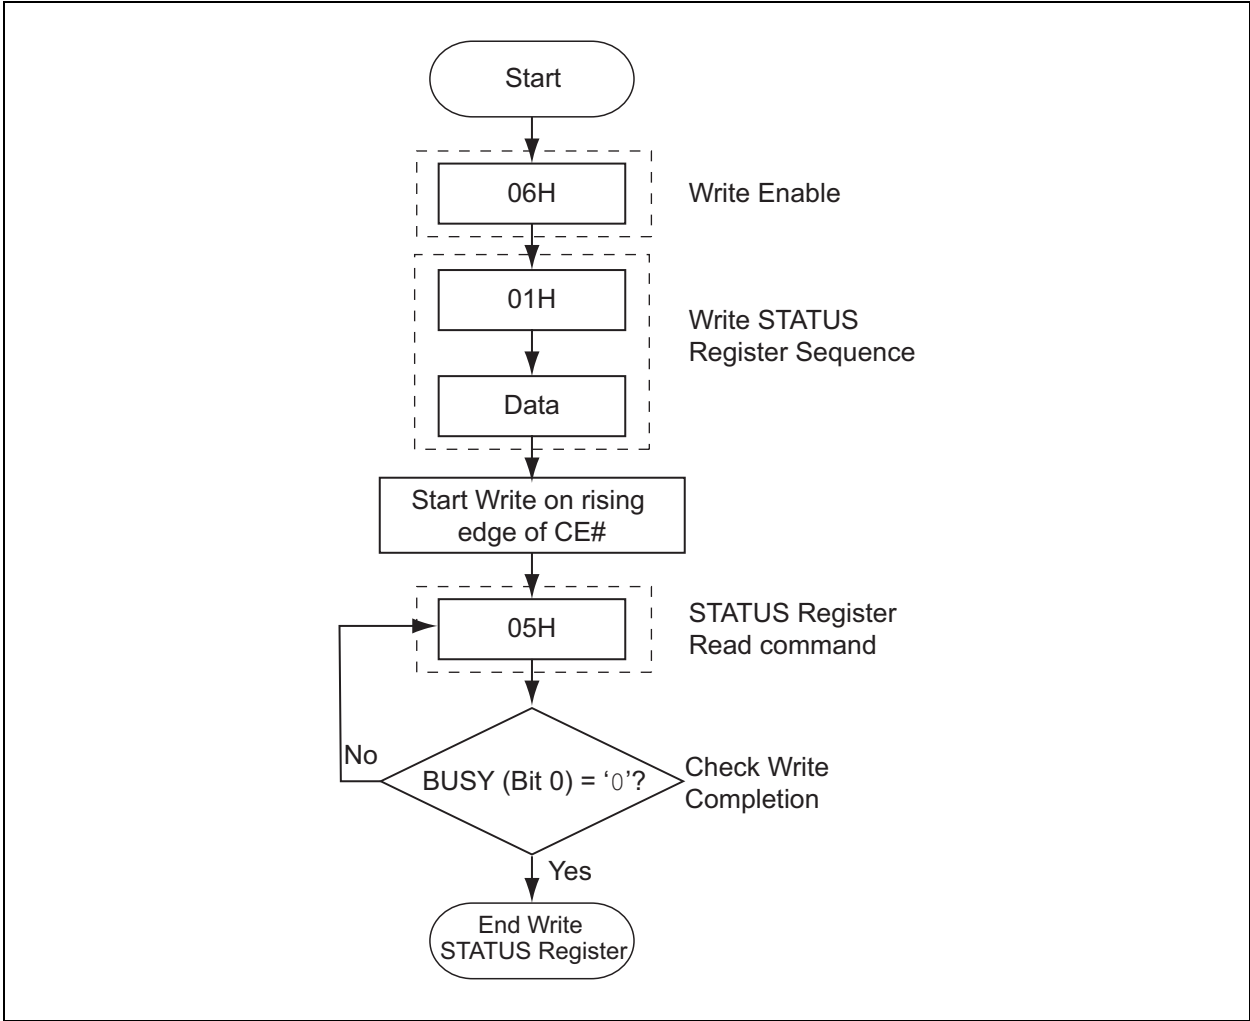 Start
06H
Write Enable
01H
Write STATUS
Register Sequence
Data
Start Write on rising
edge of CE#
05H
STATUS Register
Read command
No
BUSY (Bit 0) = ‘0’?
Check Write
Completion
Yes
End Write
STATUS Register